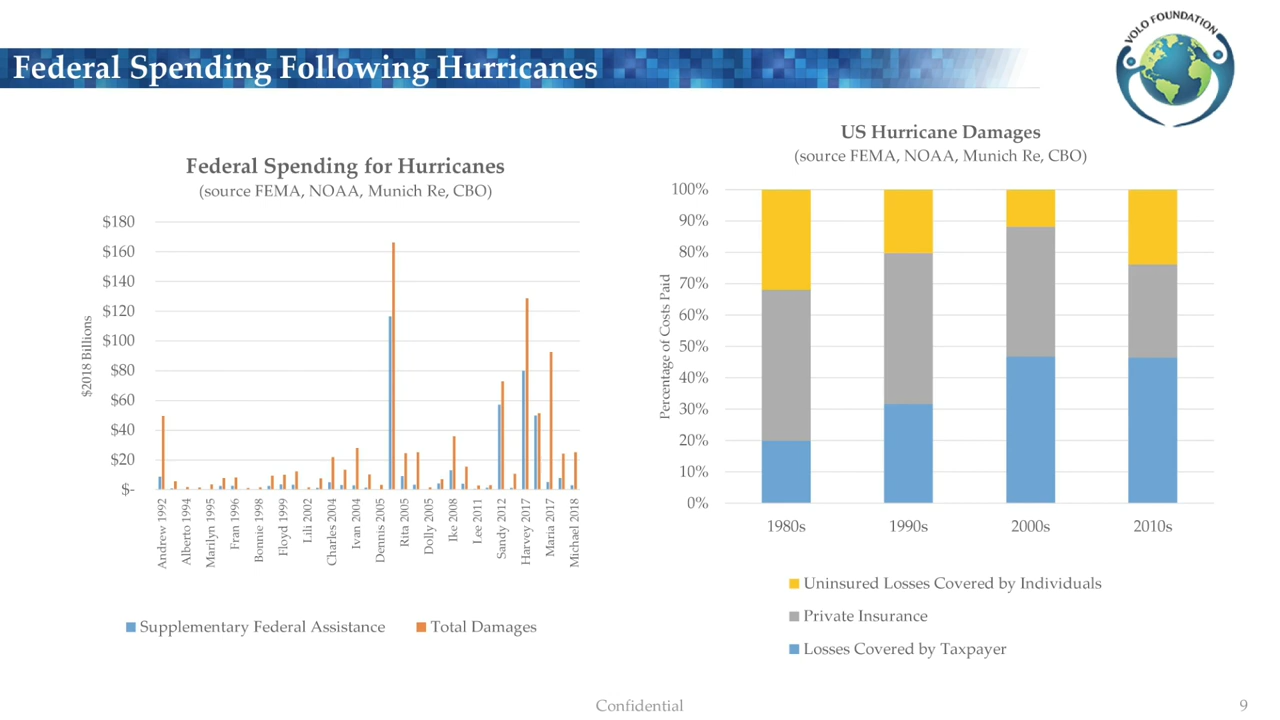 Federal Spending Following Hurricanes
VOLO FOUNDATION
Federal Spending for Hurricanes
(source FEMA, NOAA, Munich Re, CBO)
$2018 Billions
$180
$160
$140
$120
$100
$80
$60
$40
$20
$-
Andrew 1992
Alberto 1994
Marilyn 1995
Fran 1996
Bonnie 1998
Floyd 1999
Lili 2002
Charles 2004
Ivan 2004
Dennis 2005
Rita 2005
Dolly 2005
Ike 2008
Lee 2011
Sandy 2012
Harvey 2017
Maria 2017
Michael 2018
Supplementary Federal Assistance
Total Damages
US Hurricane Damages
(source FEMA, NOAA, Munich Re, CBO)
Percentage of Costs Paid
100%
90%
80%
70%
60%
50%
40%
30%
20%
10%
0%
1980s
1990s
2000s
2010s
Uninsured Losses Covered by Individuals
Private Insurance
Losses Covered by Taxpayer
Confidential
9